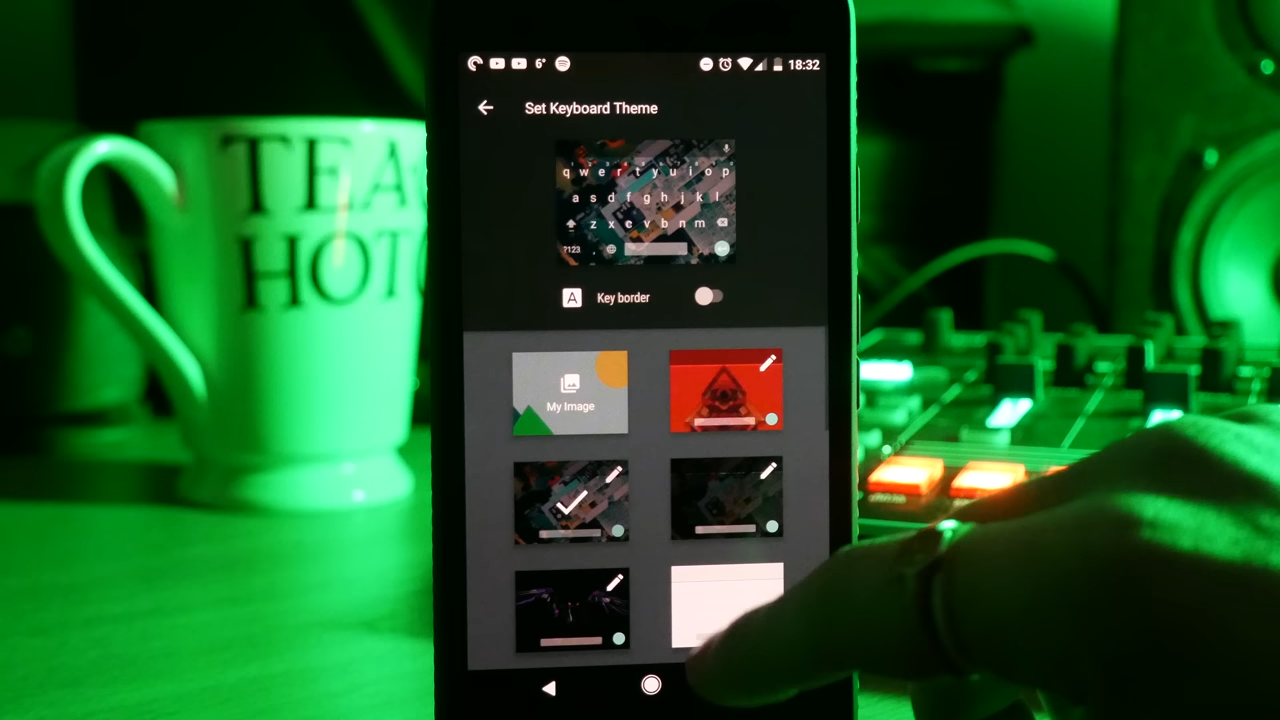 6°
18:32
Set Keyboard Theme
q w e r t y u i o p
a s d f g h j k l
z x c v b n m
?123
A Key border
My Image
TEA
HOT